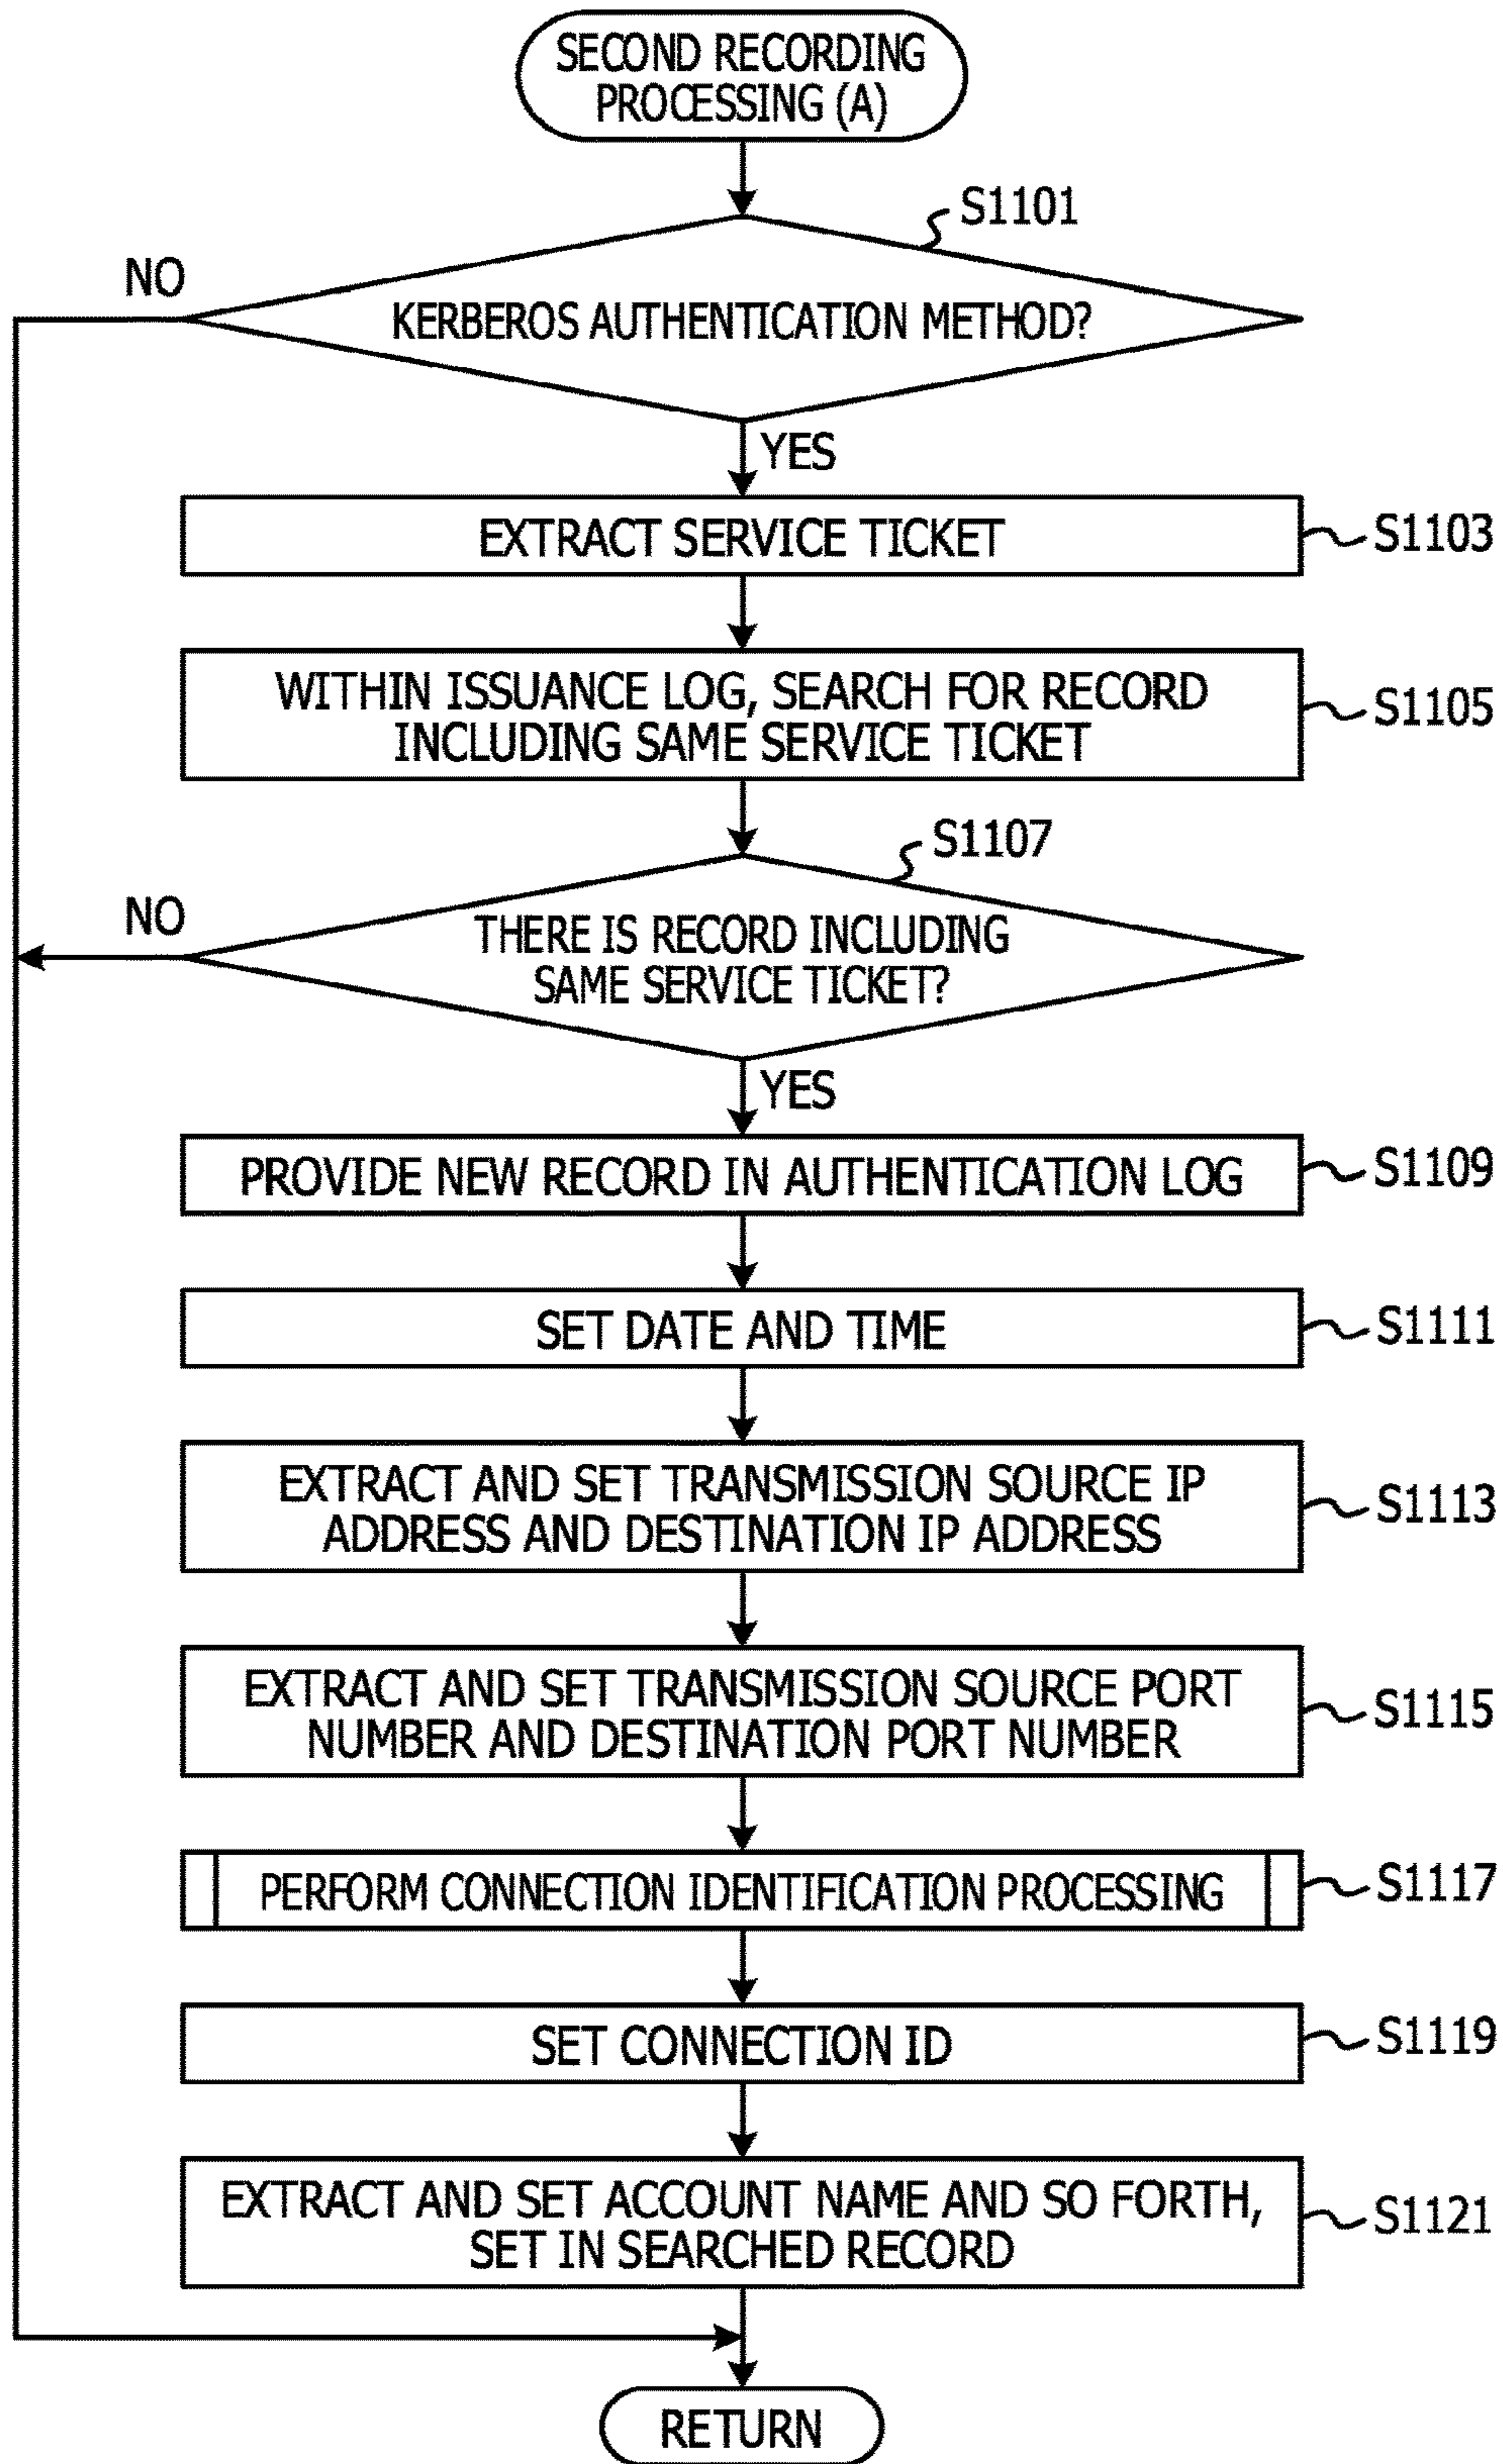 SECOND RECORDING
PROCESSING (A)
S1101
NO
KERBEROS AUTHENTICATION METHOD?
YES
EXTRACT SERVICE TICKET
S1103
WITHIN ISSUANCE LOG, SEARCH FOR RECORD
INCLUDING SAME SERVICE TICKET
S1105
S1107
NO
THERE IS RECORD INCLUDING
SAME SERVICE TICKET?
YES
PROVIDE NEW RECORD IN AUTHENTICATION LOG
S1109
SET DATE AND TIME
S1111
EXTRACT AND SET TRANSMISSION SOURCE IP
ADDRESS AND DESTINATION IP ADDRESS
S1113
EXTRACT AND SET TRANSMISSION SOURCE PORT
NUMBER AND DESTINATION PORT NUMBER
S1115
PERFORM CONNECTION IDENTIFICATION PROCESSING
S1117
SET CONNECTION ID
S1119
EXTRACT AND SET ACCOUNT NAME AND SO FORTH,
SET IN SEARCHED RECORD
S1121
RETURN